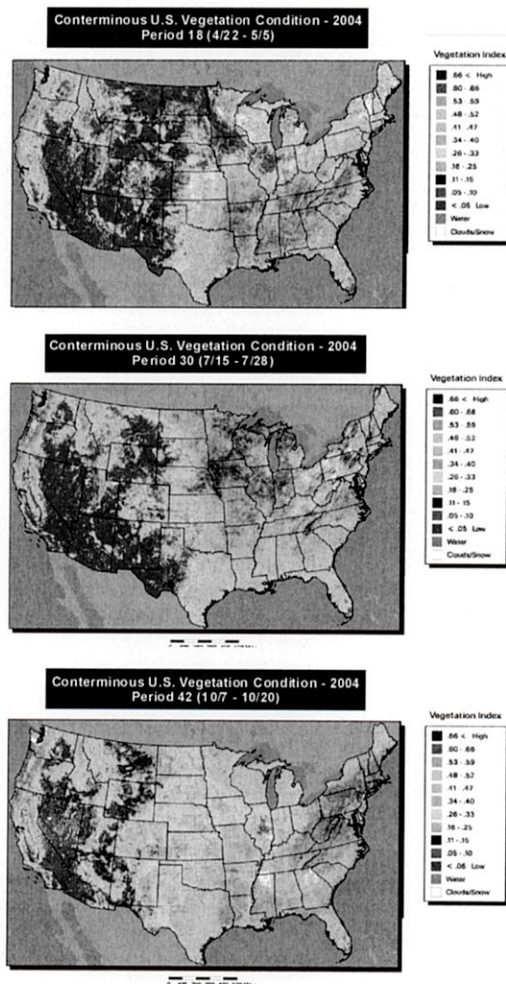 Conterminous U.S. Vegetation Condition - 2004
Period 18 (4/22 - 5/5)
Vegetation Index
.66 < High
.60 - .66
.53 - .59
.48 - .52
.41 - .47
.34 - .40
.26 - .33
.16 - .25
.11 - .15
.05 - .10
< .05 Low
Water
Clouds/Snow
Conterminous U.S. Vegetation Condition - 2004
Period 30 (7/15 - 7/28)
Vegetation Index
.66 < High
.60 - .66
.53 - .59
.48 - .52
.41 - .47
.34 - .40
.26 - .33
.16 - .25
.11 - .15
.05 - .10
< .05 Low
Water
Clouds/Snow
Conterminous U.S. Vegetation Condition - 2004
Period 42 (10/7 - 10/20)
Vegetation Index
.66 < High
.60 - .66
.53 - .59
.48 - .52
.41 - .47
.34 - .40
.26 - .33
.16 - .25
.11 - .15
.05 - .10
< .05 Low
Water
Clouds/Snow